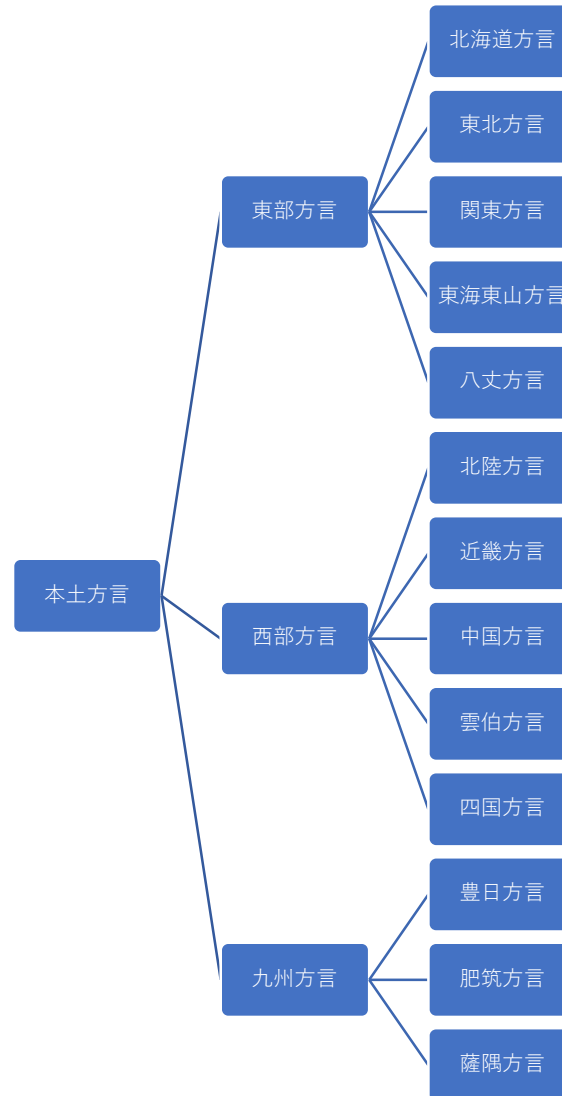 本土方言
東部方言
北海道方言
東北方言
関東方言
東海東山方言
八丈方言
西部方言
北陸方言
近畿方言
中国方言
雲伯方言
四国方言
九州方言
豊日方言
肥筑方言
薩隅方言